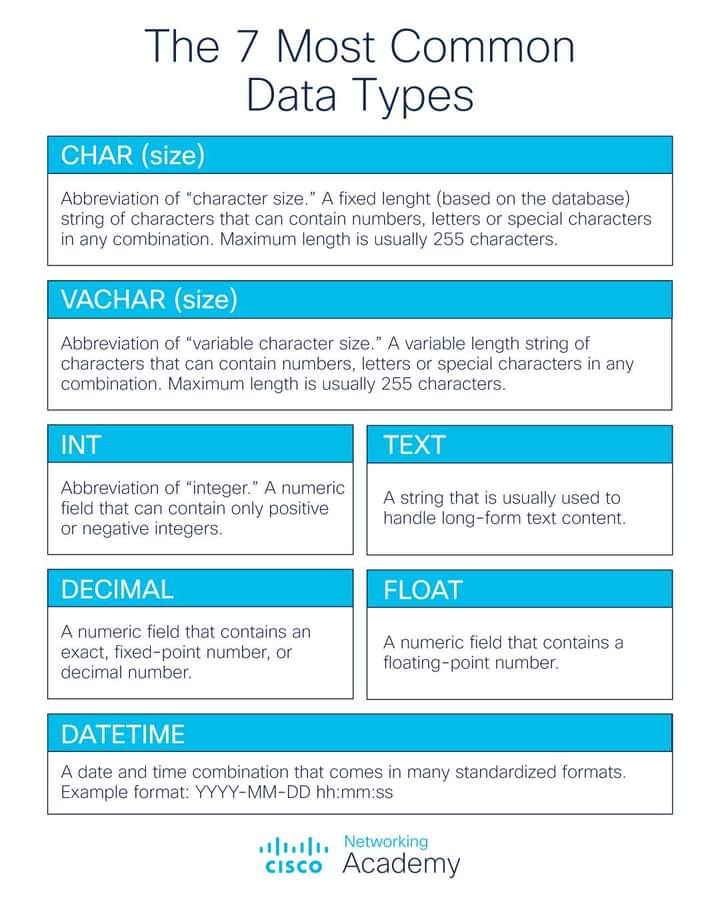 The 7 Most Common
Data Types
CHAR (size)
Abbreviation of “character size.” A fixed lenght (based on the database)
string of characters that can contain numbers, letters or special characters
in any combination. Maximum length is usually 255 characters.
VACHAR (size)
Abbreviation of “variable character size.” A variable length string of
characters that can contain numbers, letters or special characters in any
combination. Maximum length is usually 255 characters.
INT
Abbreviation of “integer.” A numeric
field that can contain only positive
or negative integers.
TEXT
A string that is usually used to
handle long-form text content.
DECIMAL
A numeric field that contains an
exact, fixed-point number, or
decimal number.
FLOAT
A numeric field that contains a
floating-point number.
DATETIME
A date and time combination that comes in many standardized formats.
Example format: YYYY-MM-DD hh:mm:ss
CISCO
Networking
Academy